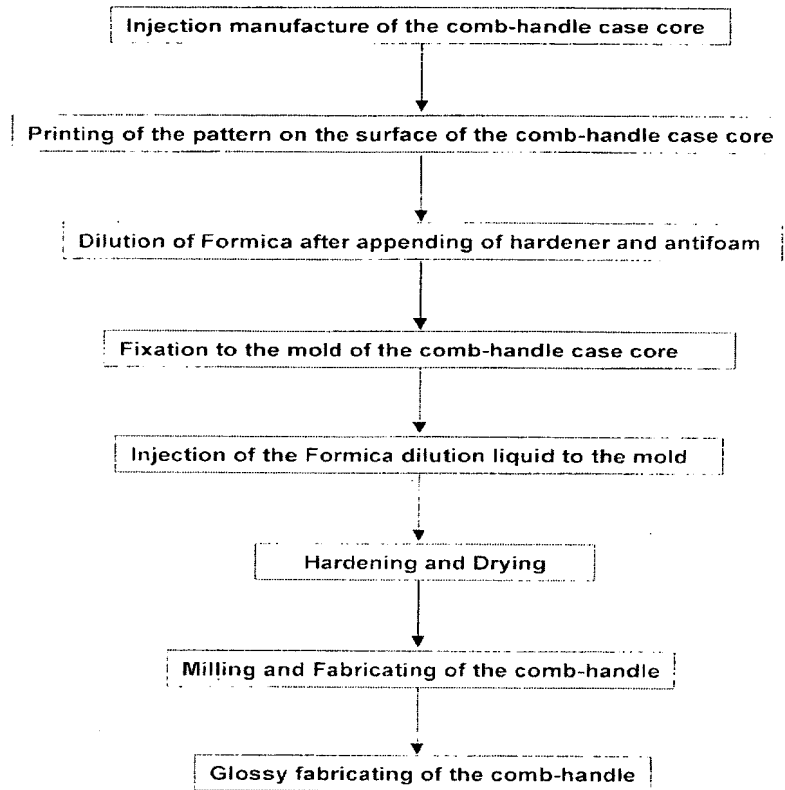 Injection manufacture of the comb-handle case core
Printing of the pattern on the surface of the comb-handle case core
Dilution of Formica after appending of hardener and antifoam
Fixation to the mold of the comb-handle case core
Injection of the Formica dilution liquid to the mold
Hardening and Drying
Milling and Fabricating of the comb-handle
Glossy fabricating of the comb-handle